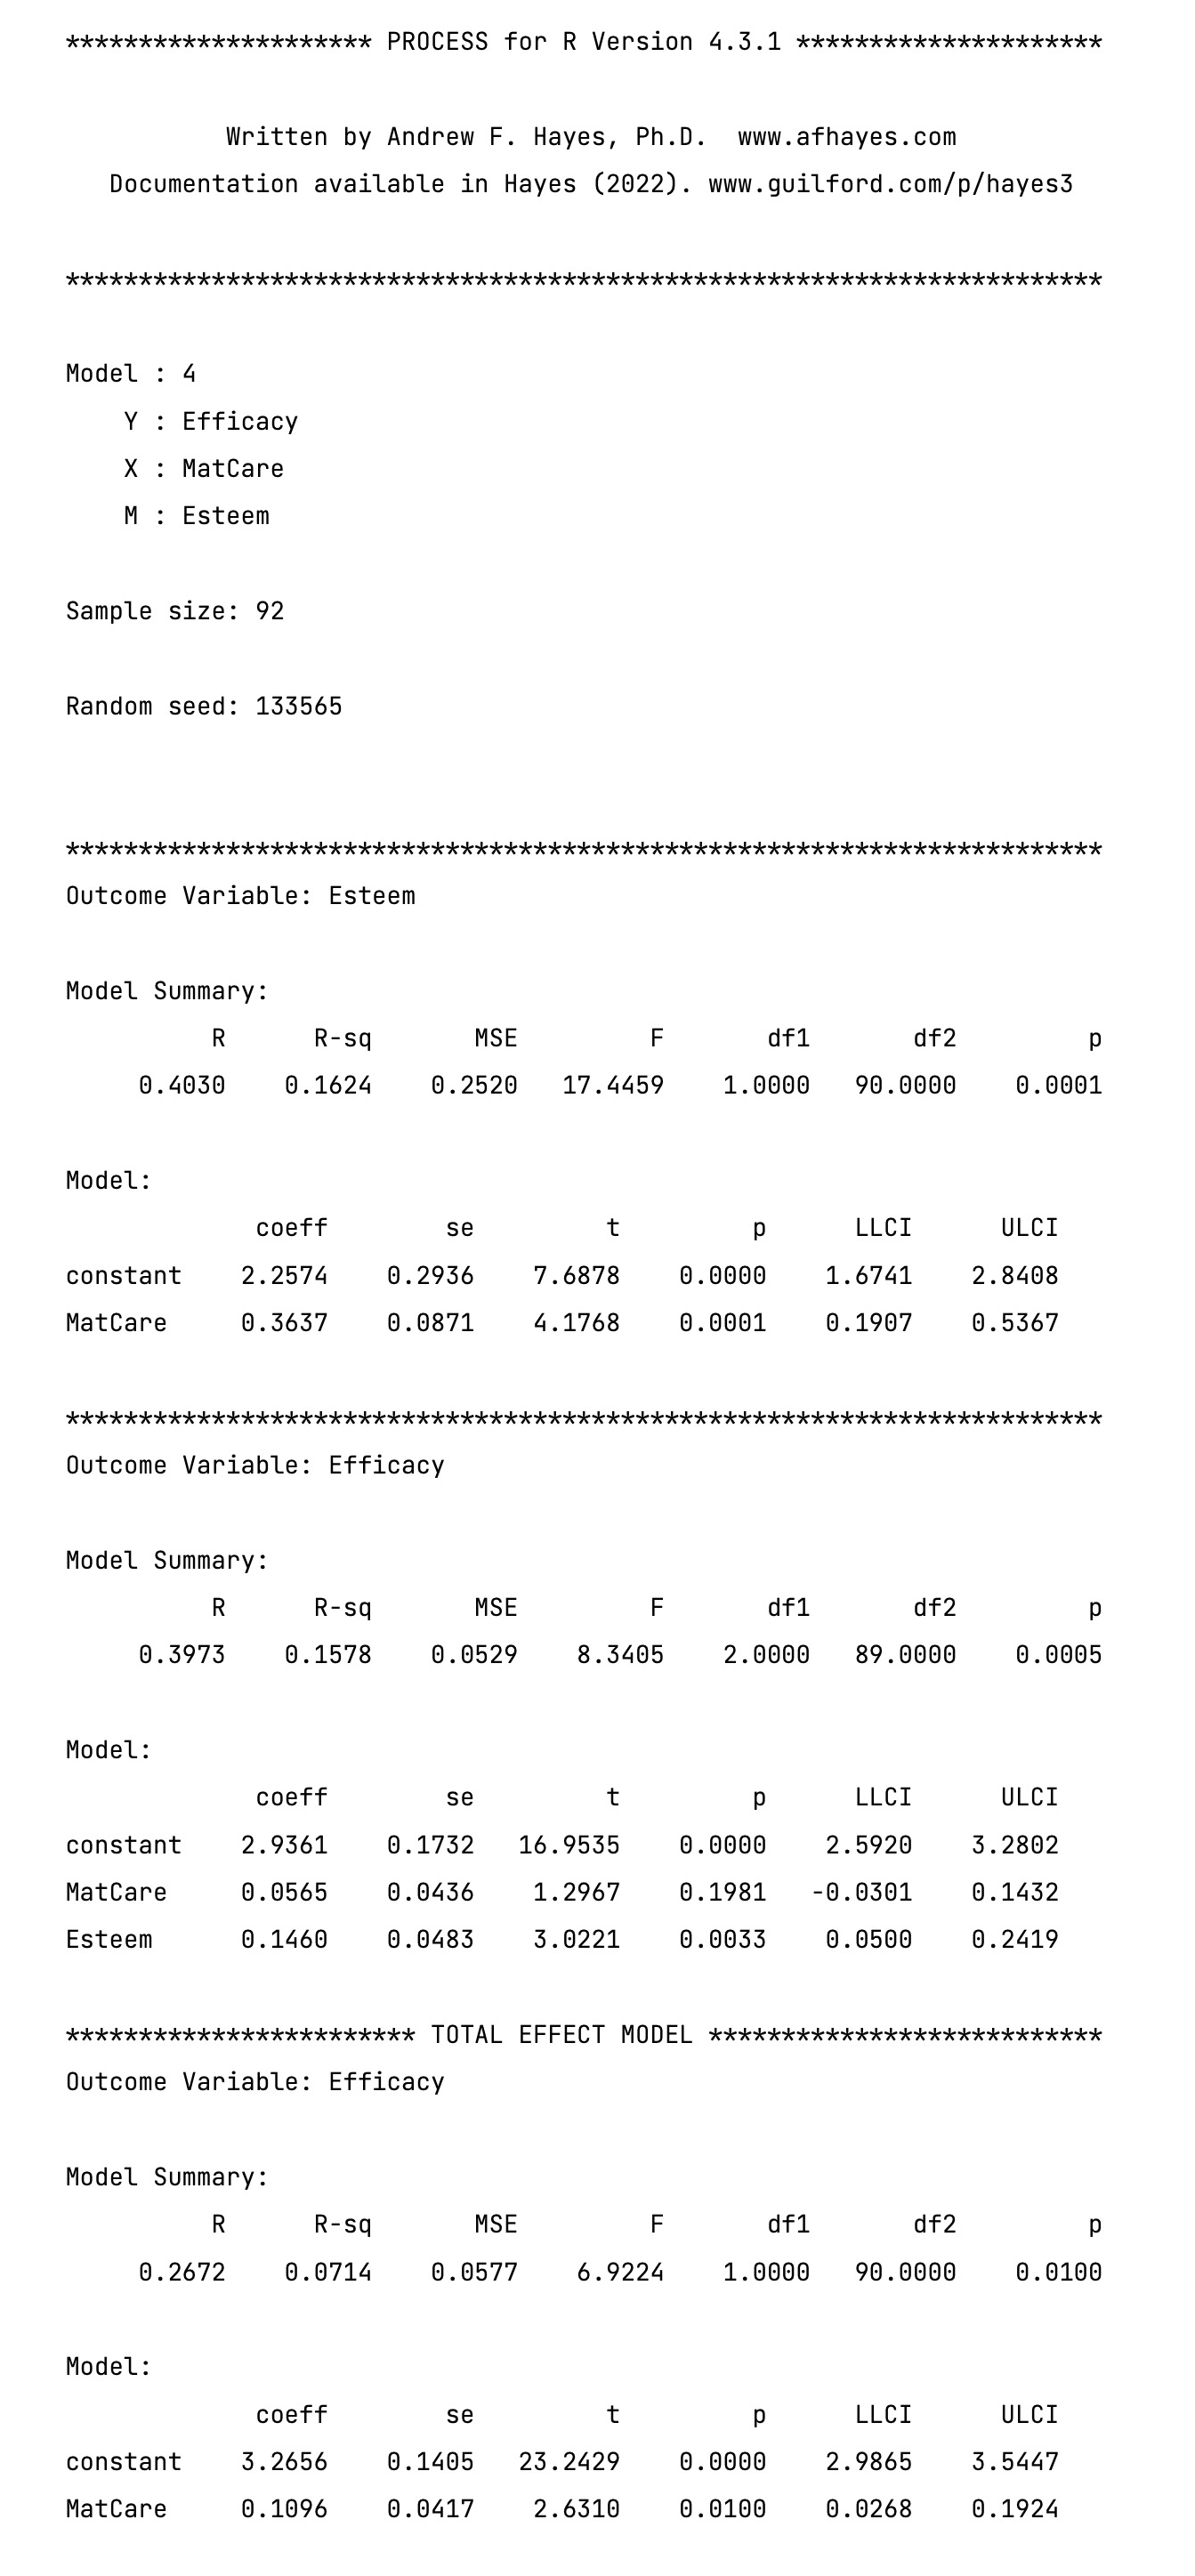 ********************* PROCESS for R Version 4.3.1 *********************
Written by Andrew F. Hayes, Ph.D.  www.afhayes.com
Documentation available in Hayes (2022). www.guilford.com/p/hayes3
***********************************************************************
Model : 4
Y : Efficacy
X : MatCare
M : Esteem
Sample size: 92
Random seed: 133565
***********************************************************************
Outcome Variable: Esteem
Model Summary:
R R-sq MSE F df1 df2 p
0.4030 0.1624 0.2520 17.4459 1.0000 90.0000 0.0001
Model:
coeff se t p LLCI ULCI
constant 2.2574 0.2936 7.6878 0.0000 1.6741 2.8408
MatCare 0.3637 0.0871 4.1768 0.0001 0.1907 0.5367
***********************************************************************
Outcome Variable: Efficacy
Model Summary:
R R-sq MSE F df1 df2 p
0.3973 0.1578 0.0529 8.3405 2.0000 89.0000 0.0005
Model:
coeff se t p LLCI ULCI
constant 2.9361 0.1732 16.9535 0.0000 2.5920 3.2802
MatCare 0.0565 0.0436 1.2967 0.1981 -0.0301 0.1432
Esteem 0.1460 0.0483 3.0221 0.0033 0.0500 0.2419
************************ TOTAL EFFECT MODEL ***************************
Outcome Variable: Efficacy
Model Summary:
R R-sq MSE F df1 df2 p
0.2672 0.0714 0.0577 6.9224 1.0000 90.0000 0.0100
Model:
coeff se t p LLCI ULCI
constant 3.2656 0.1405 23.2429 0.0000 2.9865 3.5447
MatCare 0.1096 0.0417 2.6310 0.0100 0.0268 0.1924